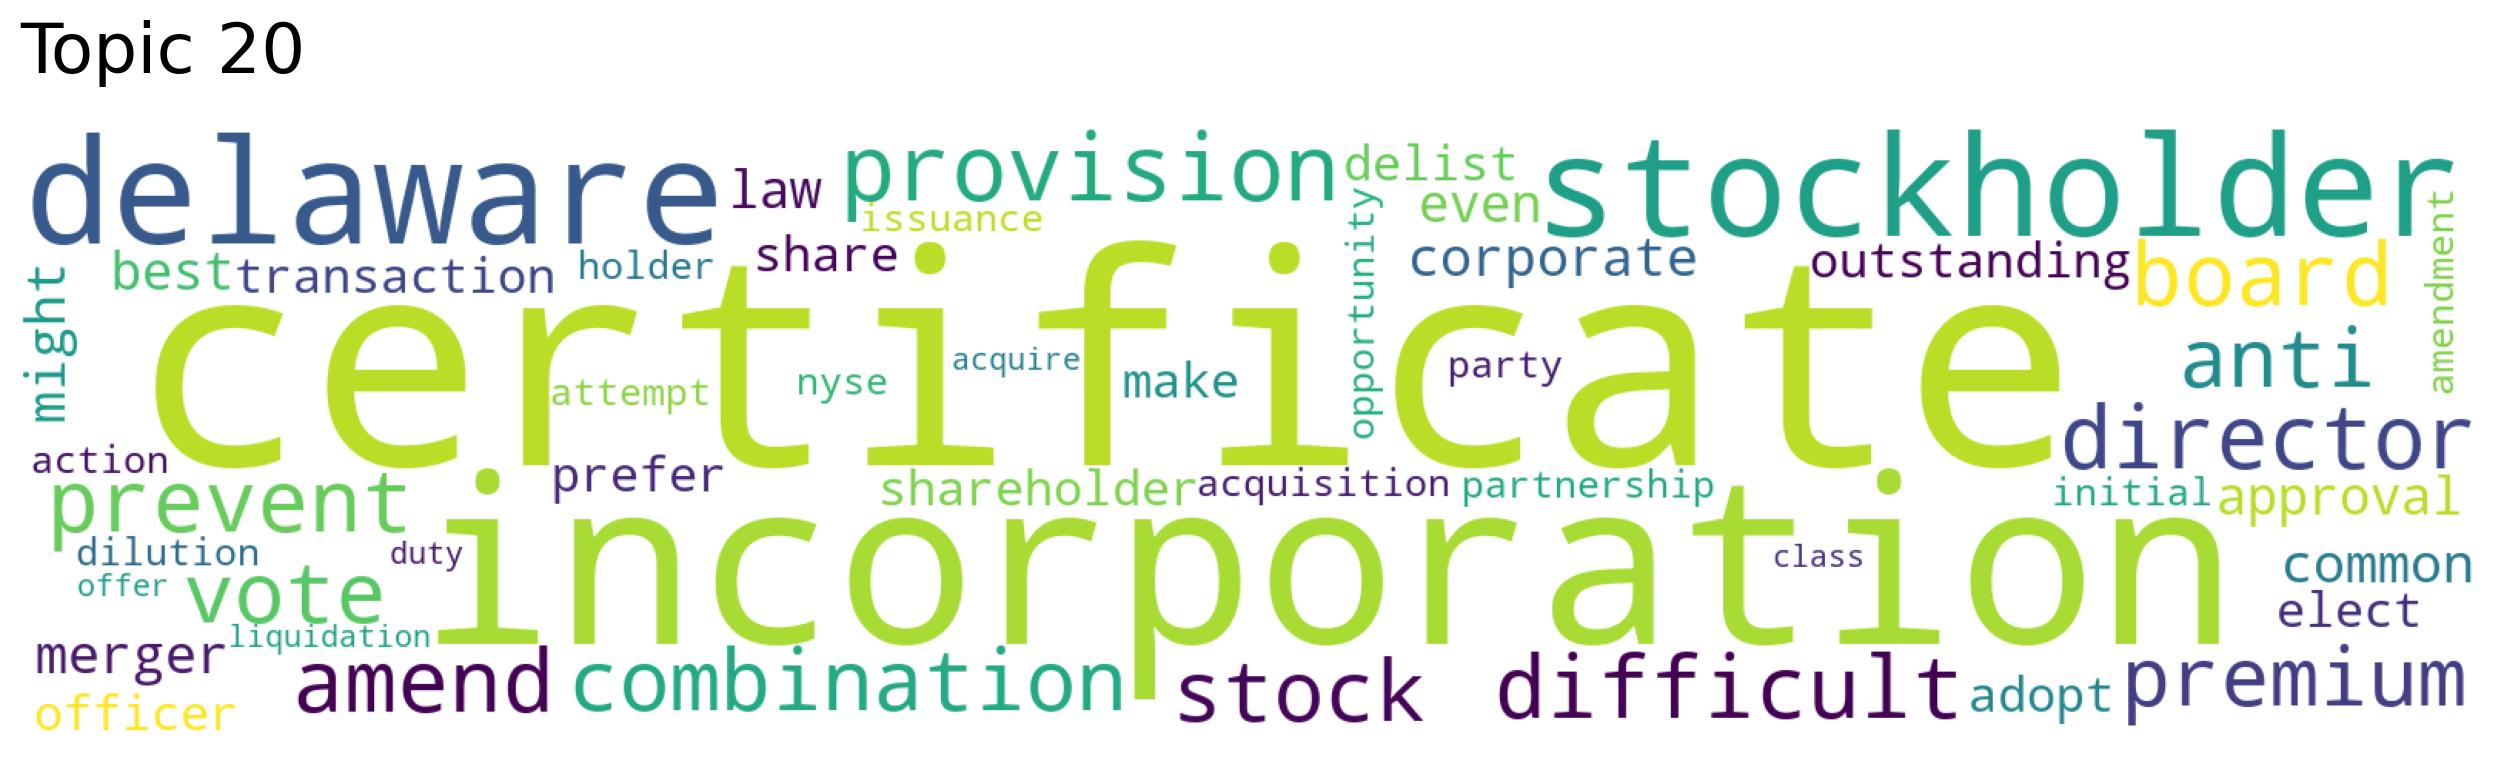 Topic 20
delaware
law
provision
delist
stockholder
issuance
even
share
corporate
outstanding
board
best
transaction
holder
opportunity
amendment
might
certificate
attempt
nyse
acquire
make
party
anti
director
action
prefer
shareholder
acquisition
partnership
initial
approval
prevent
incorporation
dilution
duty
class
common
offer
vote
elect
liquidation
merger
amend
combination
stock
difficult
adopt
premium
officer